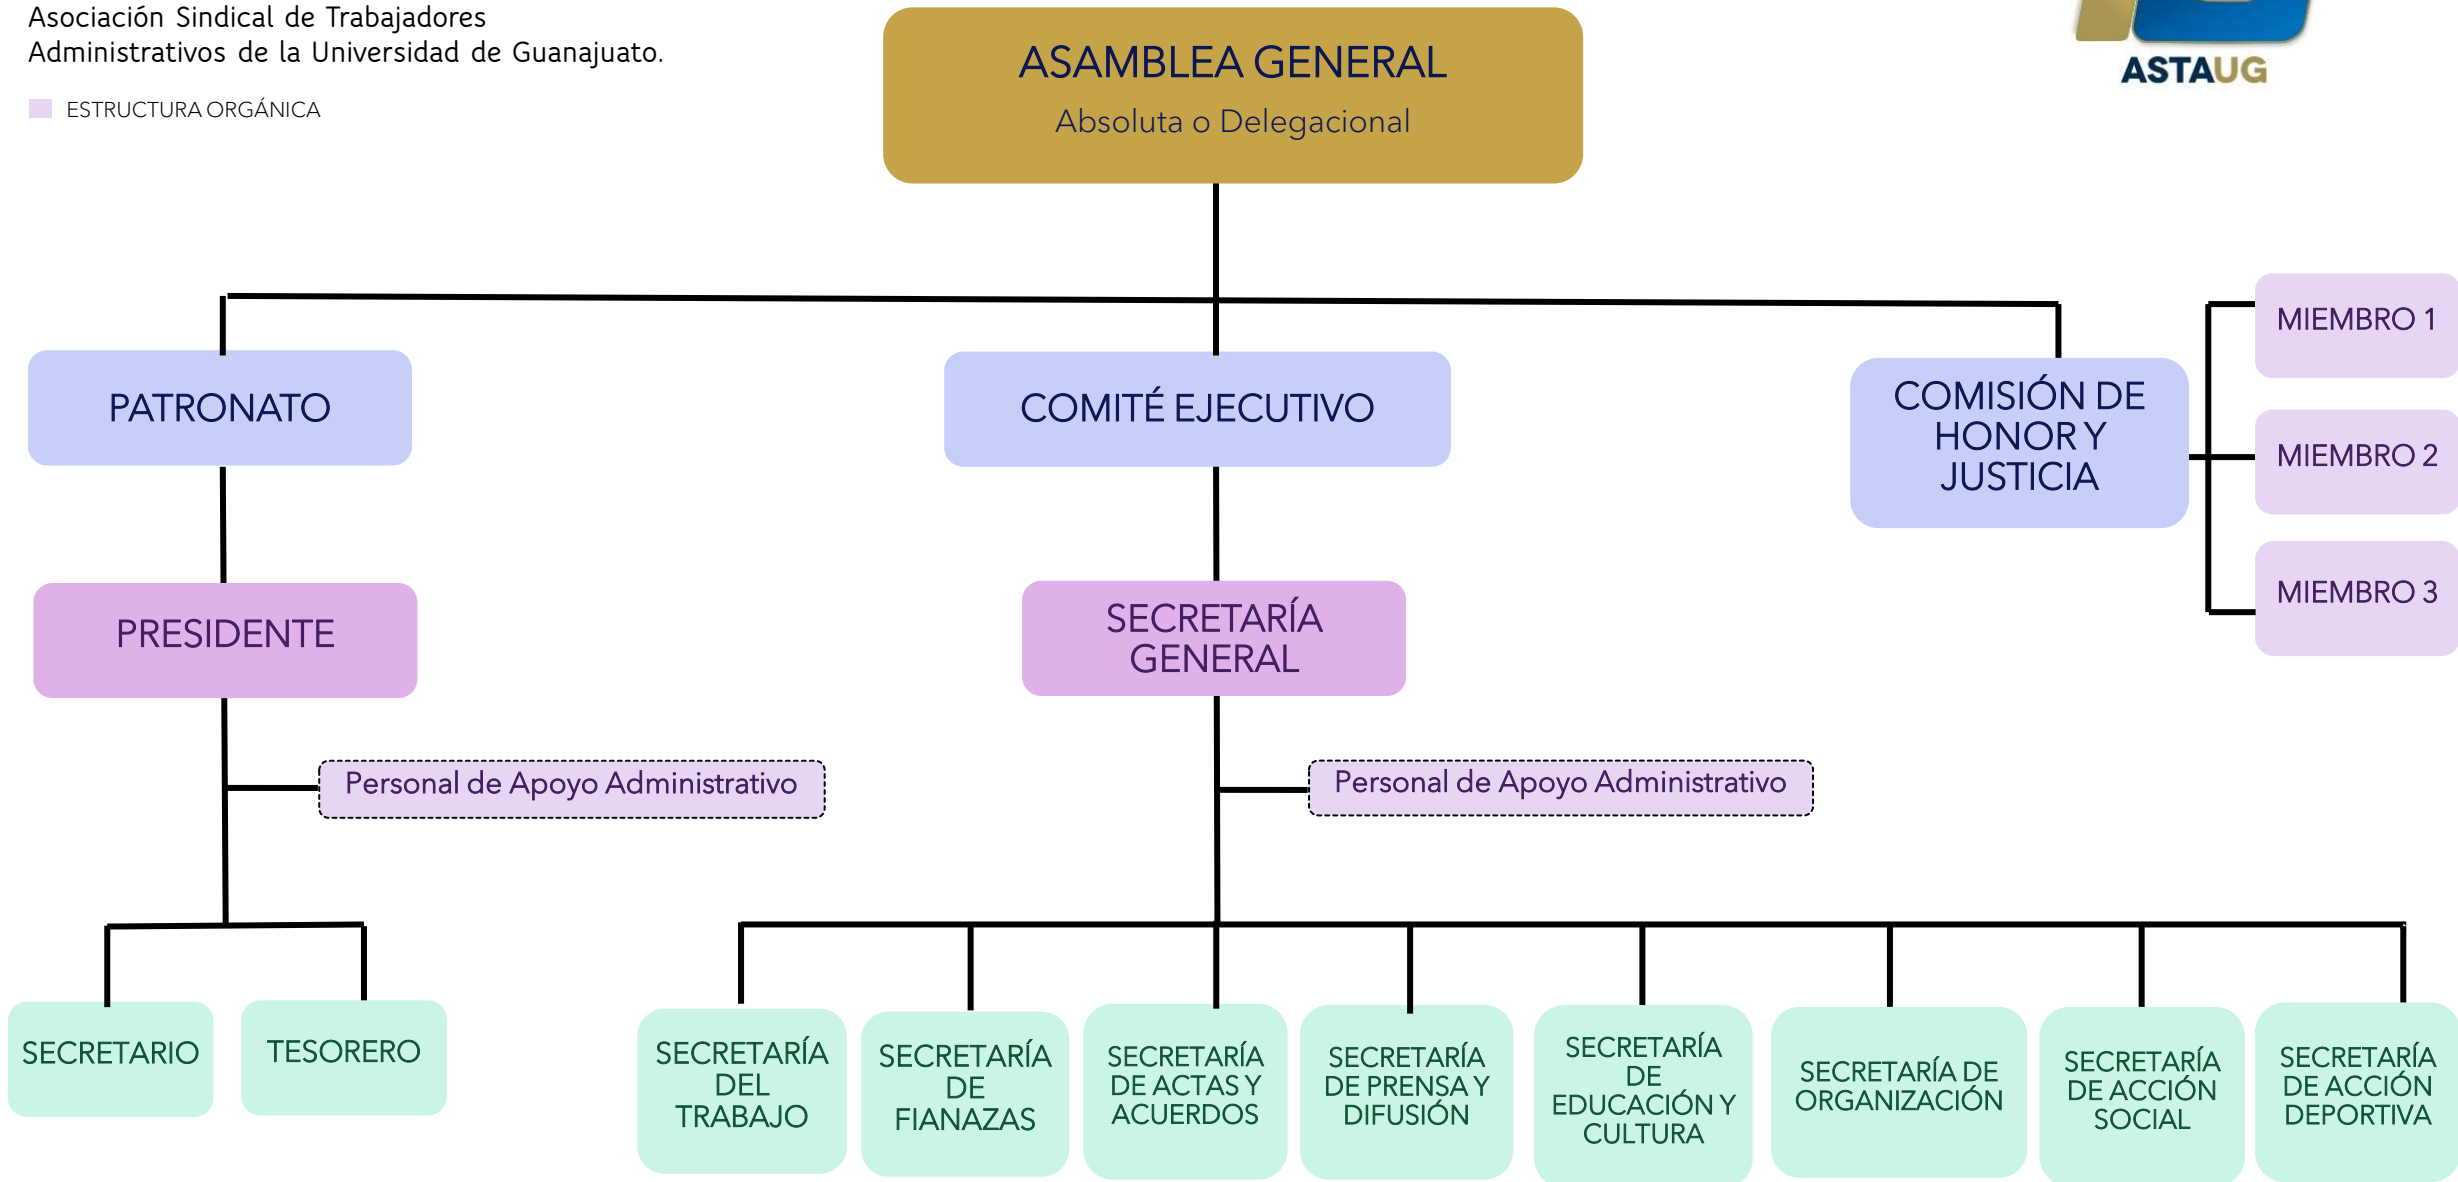 Asociación Sindical de Trabajadores
Administrativos de la Universidad de Guanajuato.
ESTRUCTURA ORGÁNICA
ASAMBLEA GENERAL
Absoluta o Delegacional
ASTAUG
PATRONATO
COMITÉ EJECUTIVO
COMISIÓN DE
HONOR Y
JUSTICIA
MIEMBRO 1
MIEMBRO 2
MIEMBRO 3
PRESIDENTE
SECRETARÍA
GENERAL
Personal de Apoyo Administrativo
Personal de Apoyo Administrativo
SECRETARIO
TESORERO
SECRETARÍA
DEL
TRABAJO
SECRETARÍA
DE
FIANAZAS
SECRETARÍA
DE ACTAS Y
ACUERDOS
SECRETARÍA
DE PRENSA Y
DIFUSIÓN
SECRETARÍA
DE
EDUCACIÓN Y
CULTURA
SECRETARÍA DE
ORGANIZACIÓN
SECRETARÍA
DE ACCIÓN
SOCIAL
SECRETARÍA
DE ACCIÓN
DEPORTIVA